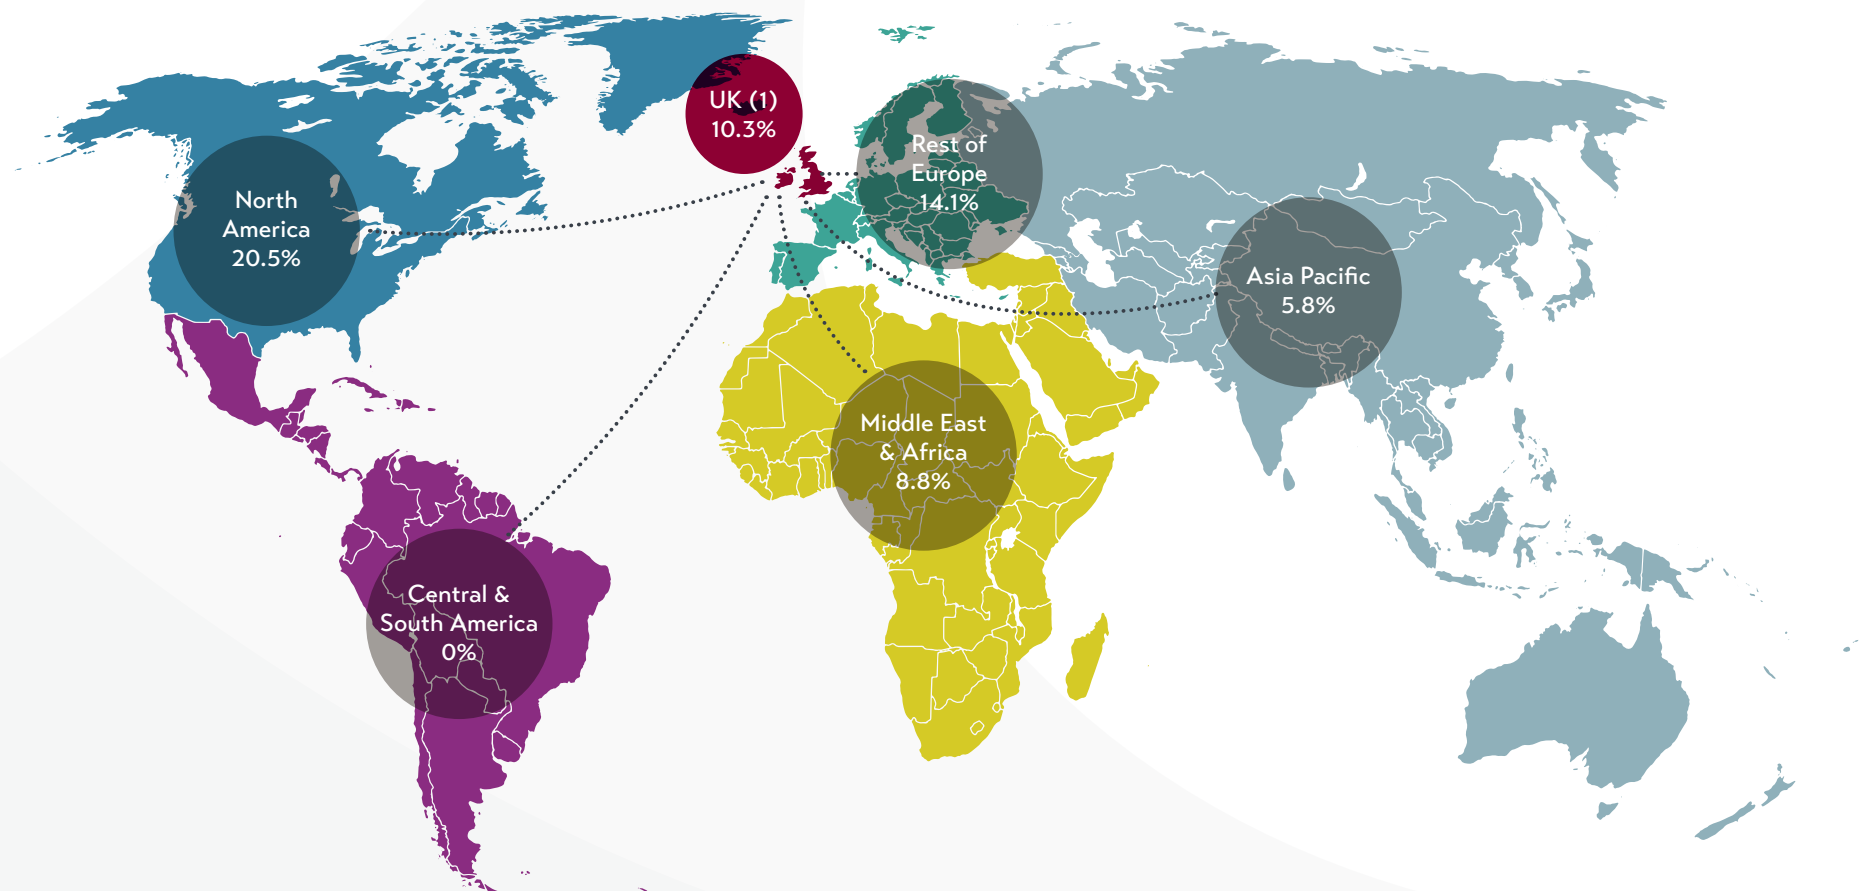 UK (1)
10.3%
Rest of
Europe
14.1%
North
America
20.5%
Asia Pacific
5.8%
Middle East
& Africa
8.8%
Central &
South America
0%